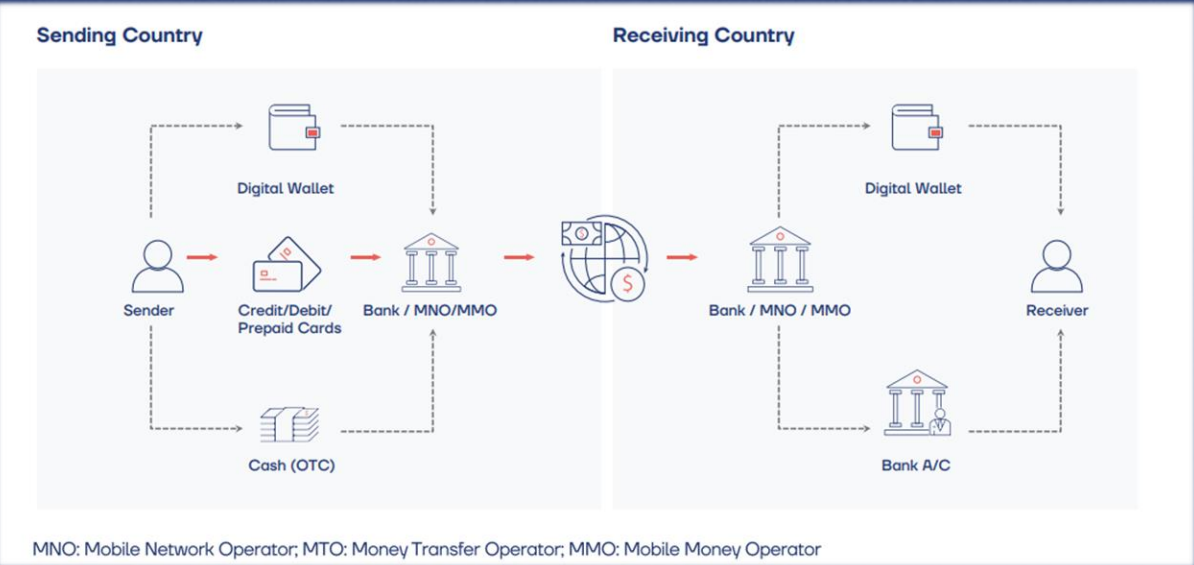 Sending Country
Receiving Country
Digital Wallet
Digital Wallet
Sender
Credit/Debit/
Prepaid Cards
Bank / MNO/MMO
Bank / MNO / MMO
Receiver
Cash (OTC)
Bank A/C
MNO: Mobile Network Operator; MTO: Money Transfer Operator; MMO: Mobile Money Operator